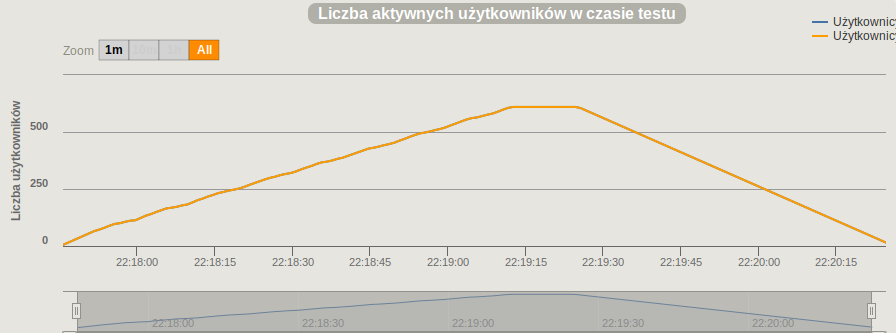 Liczba aktywnych użytkowników w czasie testu
Zoom 1m 10m 1h All
Liczba użytkowników
500
250
0
22:18:00 22:18:15 22:18:30 22:18:45 22:19:00 22:19:15 22:19:30 22:19:45 22:20:00 22:20:15
22:18:00 22:18:30 22:19:00 22:19:30 22:20:00